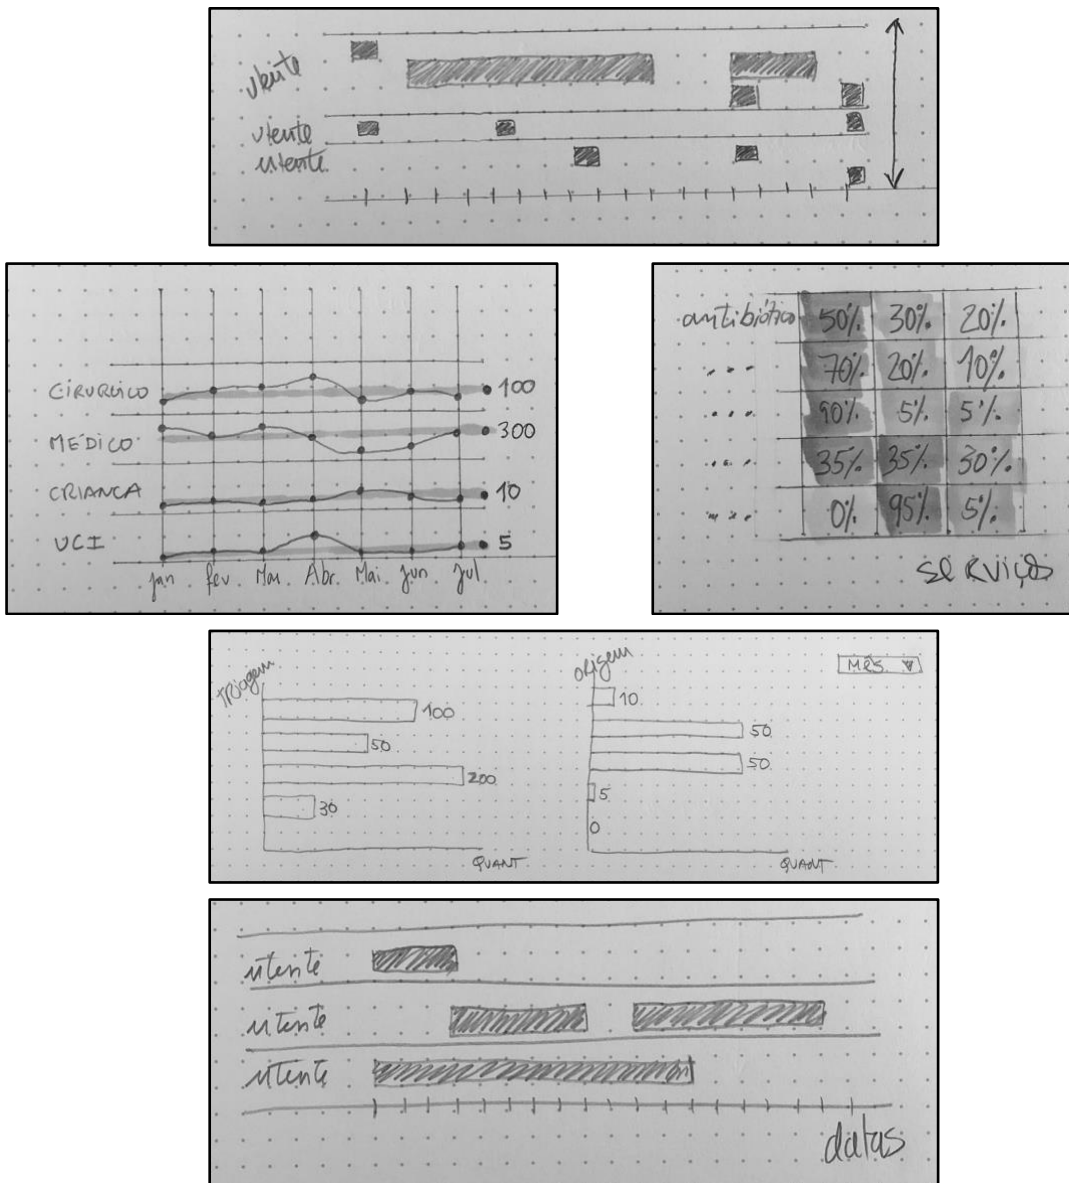 utente
utente
utente
CIRURGICO 100
MÉDICO 300
CRIANCA 10
UCI 5
Jan Fev. Mar. Abr. Mai. Jun. Jul.
antibiótico 50% 30% 20%
... 70% 20% 10%
... 90% 5% 5%
... 35% 35% 30%
... 0% 95% 5%
SERVIÇOS
TRIAGEM
100
50
200
30
QUANT.
origem
10
50
50
5
0
QUANT
MRS. ▼
utente
utente
utente
datas